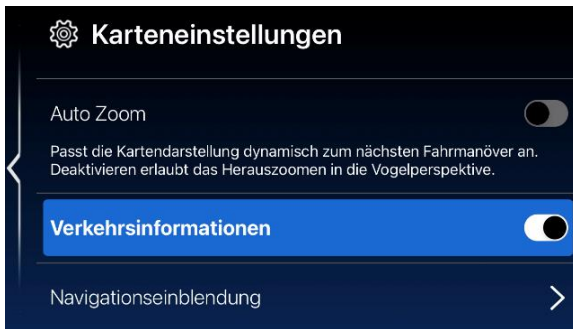 Karteneinstellungen
Auto Zoom
Passt die Kartendarstellung dynamisch zum nächsten Fahrmanöver an.
Deaktivieren erlaubt das Herauszoomen in die Vogelperspektive.
Verkehrsinformationen
Navigationseinblendung